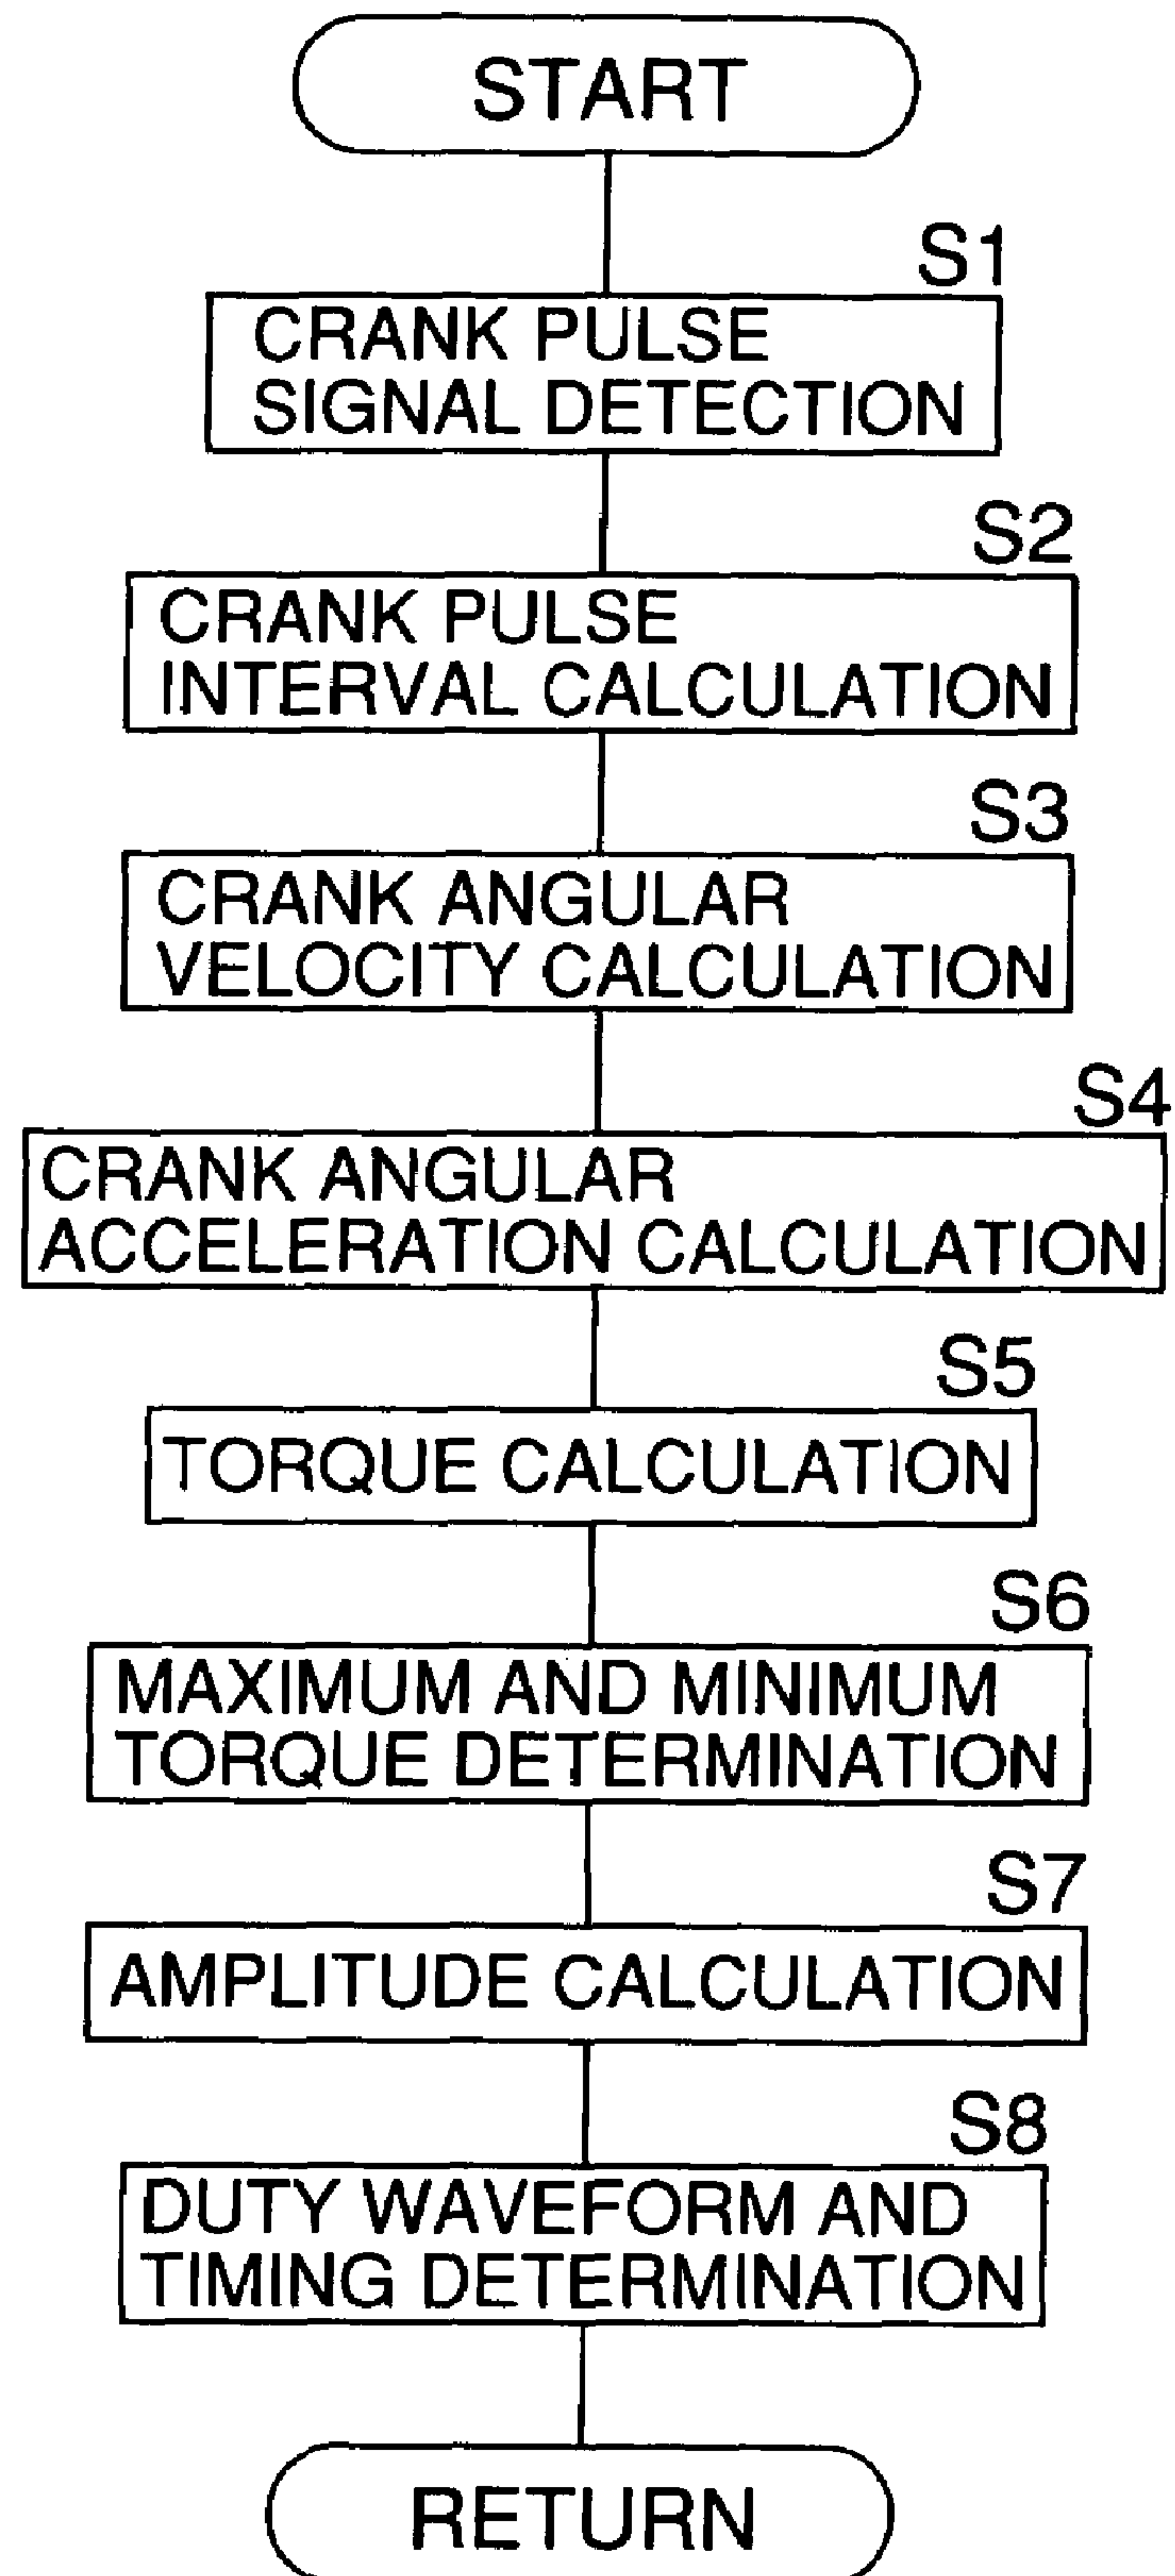 START
S1
CRANK PULSE
SIGNAL DETECTION
S2
CRANK PULSE
INTERVAL CALCULATION
S3
CRANK ANGULAR
VELOCITY CALCULATION
S4
CRANK ANGULAR
ACCELERATION CALCULATION
S5
TORQUE CALCULATION
S6
MAXIMUM AND MINIMUM
TORQUE DETERMINATION
S7
AMPLITUDE CALCULATION
S8
DUTY WAVEFORM AND
TIMING DETERMINATION
RETURN